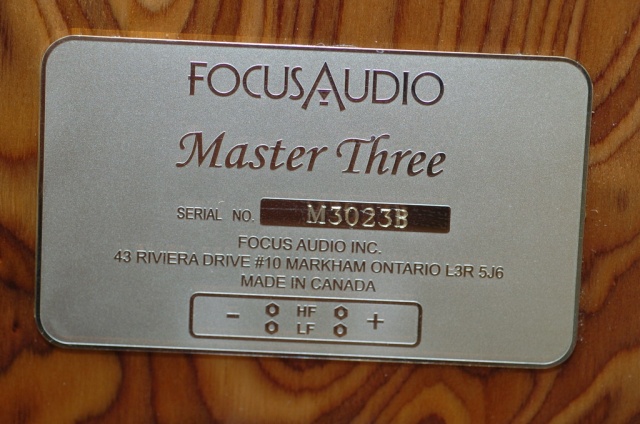 FOCUSAUDIO
Master Three
SERIAL NO. M3023B
FOCUS AUDIO INC.
43 RIVIERA DRIVE #10 MARKHAM ONTARIO L3R 5J6
MADE IN CANADA
- HF +
LF